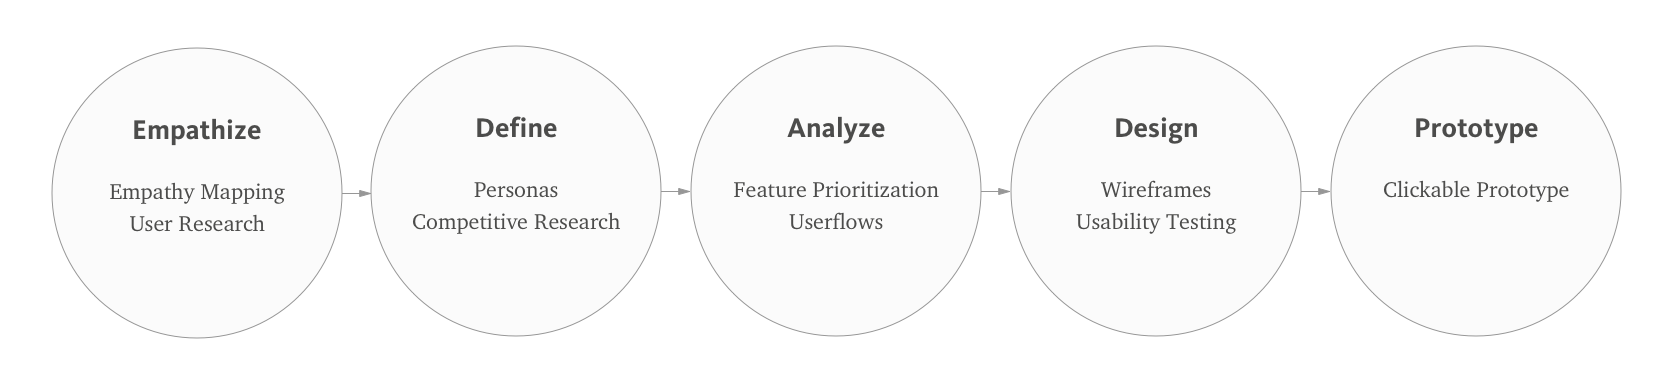 Empathize
Empathy Mapping
User Research
Define
Personas
Competitive Research
Analyze
Feature Prioritization
Userflows
Design
Wireframes
Usability Testing
Prototype
Clickable Prototype